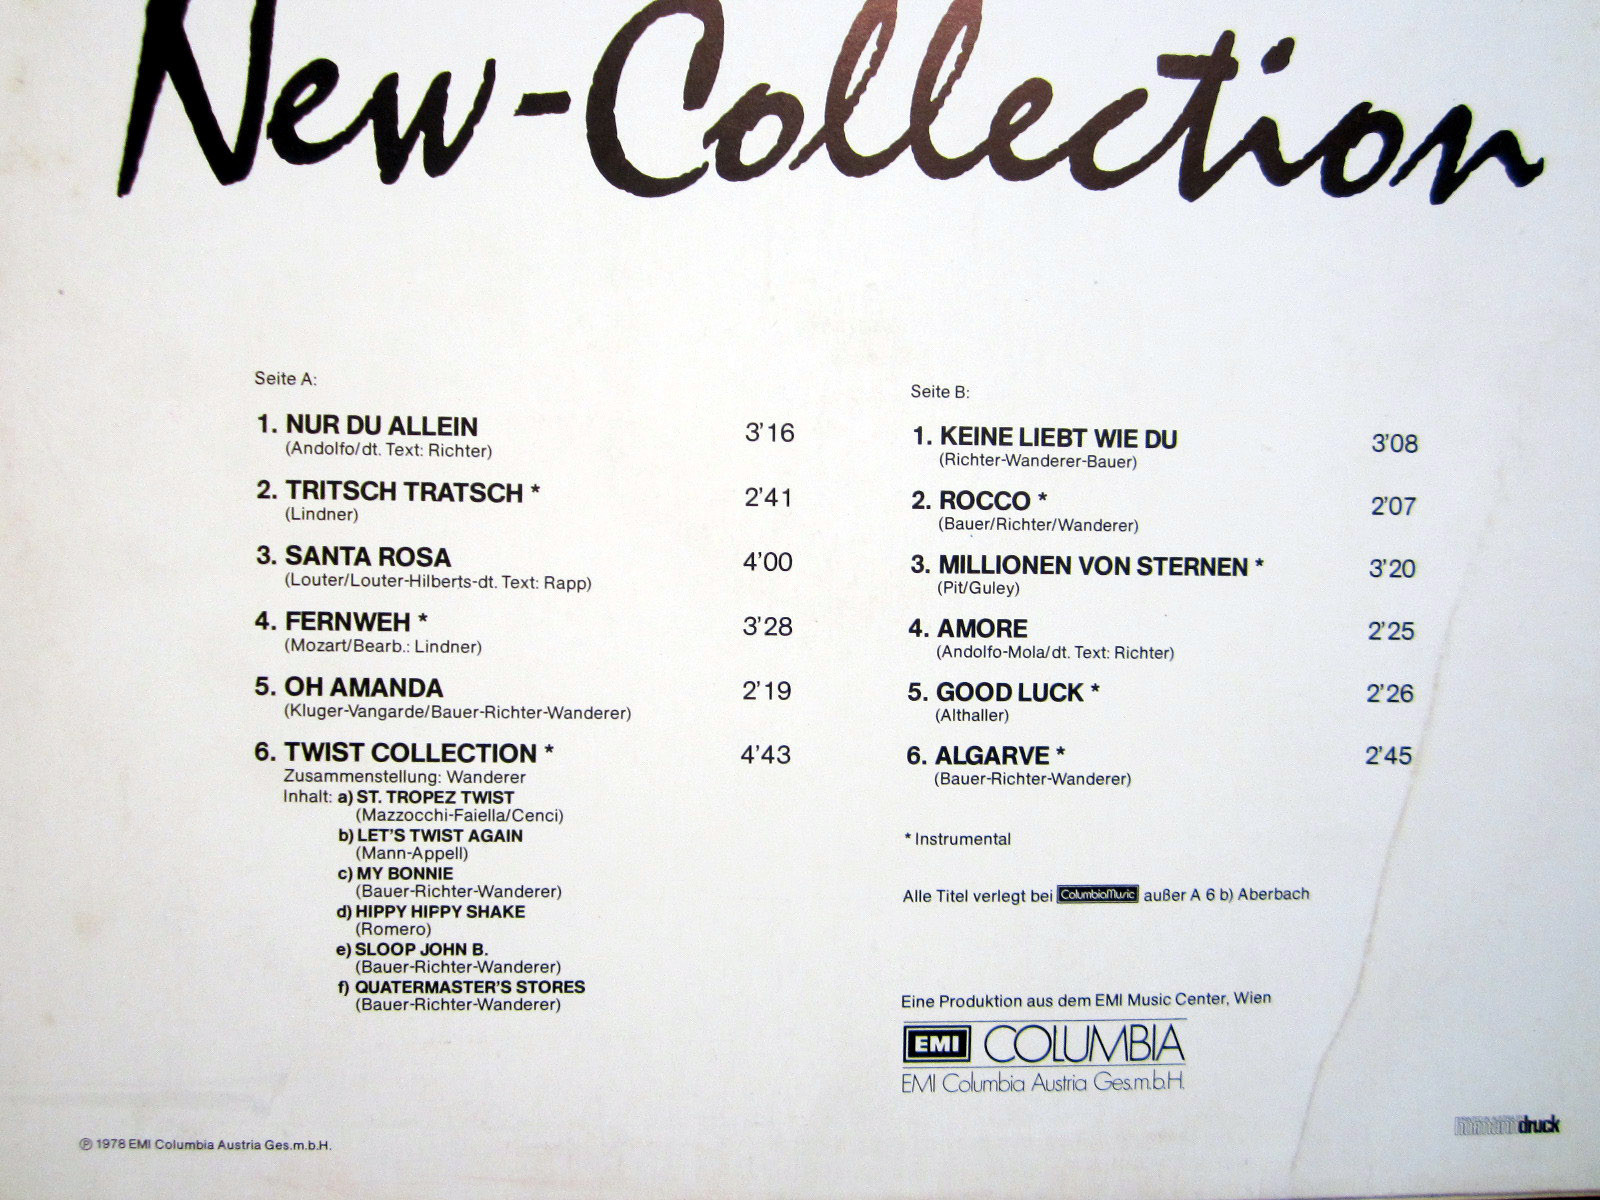 New-Collection
Seite A:
1. NUR DU ALLEIN 3'16
(Andolfo/dt. Text: Richter)
2. TRITSCH TRATSCH * 2'41
(Lindner)
3. SANTA ROSA 4'00
(Louter/Louter-Hilberts-dt. Text: Rapp)
4. FERNWEH * 3'28
(Mozart/Bearb.: Lindner)
5. OH AMANDA 2'19
(Kluger-Vangarde/Bauer-Richter-Wanderer)
6. TWIST COLLECTION * 4'43
Zusammenstellung: Wanderer
Inhalt: a) ST. TROPEZ TWIST
(Mazzocchi-Faiella/Cenci)
b) LET'S TWIST AGAIN
(Mann-Appell)
c) MY BONNIE
(Bauer-Richter-Wanderer)
d) HIPPY HIPPY SHAKE
(Romero)
e) SLOOP JOHN B.
(Bauer-Richter-Wanderer)
f) QUATERMASTER'S STORES
(Bauer-Richter-Wanderer)
Seite B:
1. KEINE LIEBT WIE DU 3'08
(Richter-Wanderer-Bauer)
2. ROCCO * 2'07
(Bauer/Richter/Wanderer)
3. MILLIONEN VON STERNEN * 3'20
(Pit/Guley)
4. AMORE 2'25
(Andolfo-Mola/dt. Text: Richter)
5. GOOD LUCK * 2'26
(Althaller)
6. ALGARVE * 2'45
(Bauer-Richter-Wanderer)
* Instrumental
Alle Titel verlegt bei ColumbiaMusic außer A 6 b) Aberbach
Eine Produktion aus dem EMI Music Center, Wien
EMI COLUMBIA
EMI Columbia Austria Ges.m.b.H.
℗ 1978 EMI Columbia Austria Ges.m.b.H.
druck